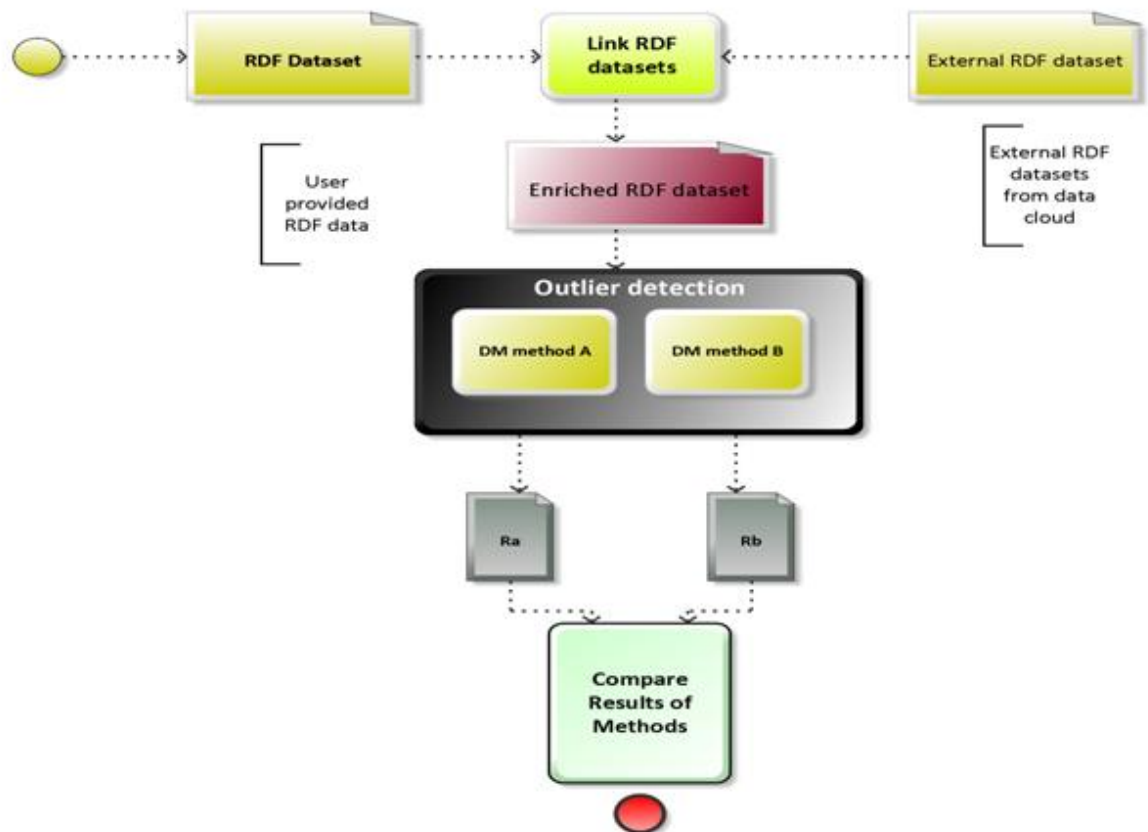 RDF Dataset
Link RDF
datasets
External RDF dataset
User
provided
RDF data
External RDF
datasets
from data
cloud
Enriched RDF dataset
Outlier detection
DM method A
DM method B
Ra
Rb
Compare
Results of
Methods